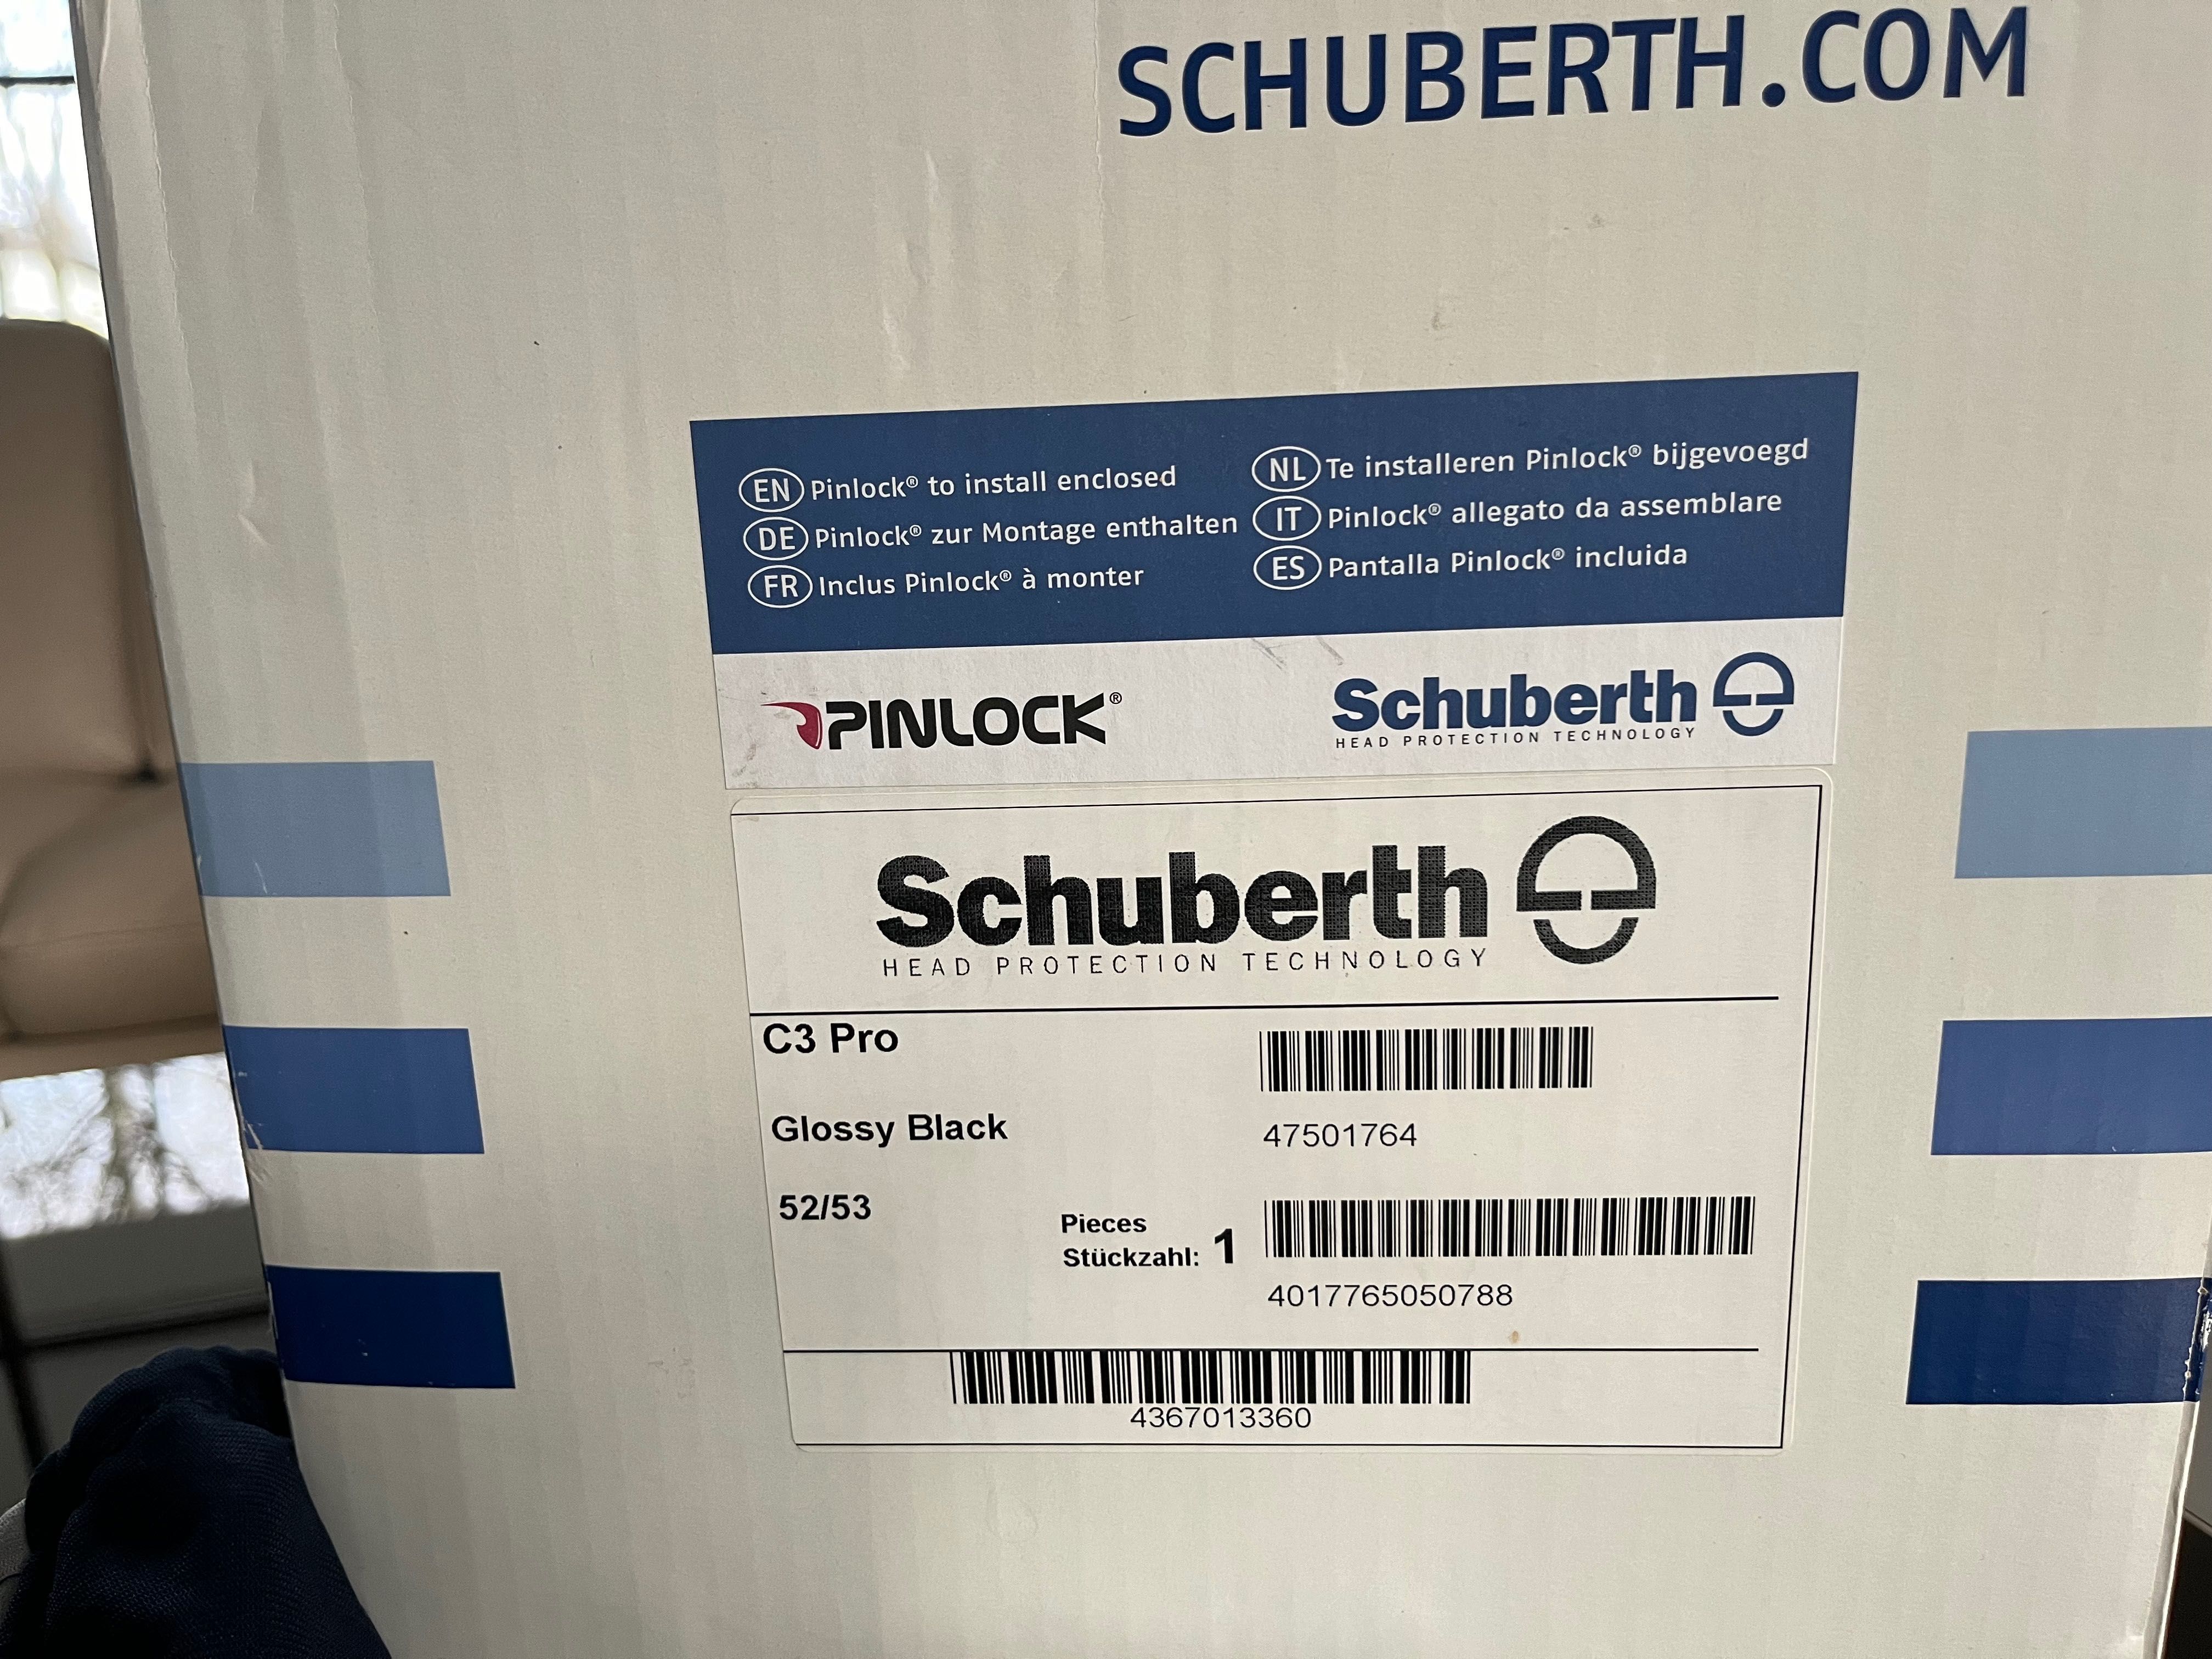 SCHUBERTH.COM
EN Pinlock® to install enclosed
DE Pinlock® zur Montage enthalten
FR Inclus Pinlock® à monter
NL Te installeren Pinlock® bijgevoegd
IT Pinlock® allegato da assemblare
ES Pantalla Pinlock® incluida
PINLOCK®
Schuberth
HEAD PROTECTION TECHNOLOGY
Schuberth
HEAD PROTECTION TECHNOLOGY
C3 Pro
47501764
Glossy Black
52/53
Pieces
Stückzahl: 1
4017765050788
4367013360